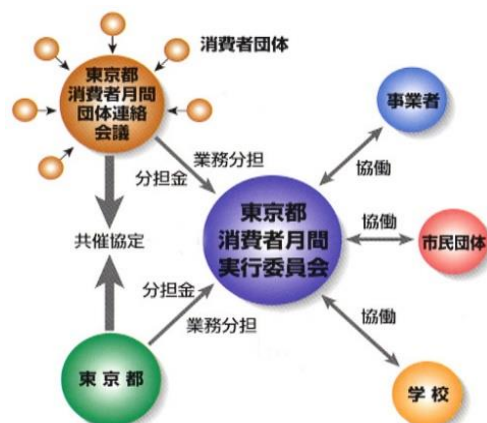 消費者団体
東京都
消費者月間
団体連絡
会議
事業者
業務分担
分担金
協働
東京都
消費者月間
実行委員会
共催協定
協働
市民団体
分担金
業務分担
協働
東京都
学校